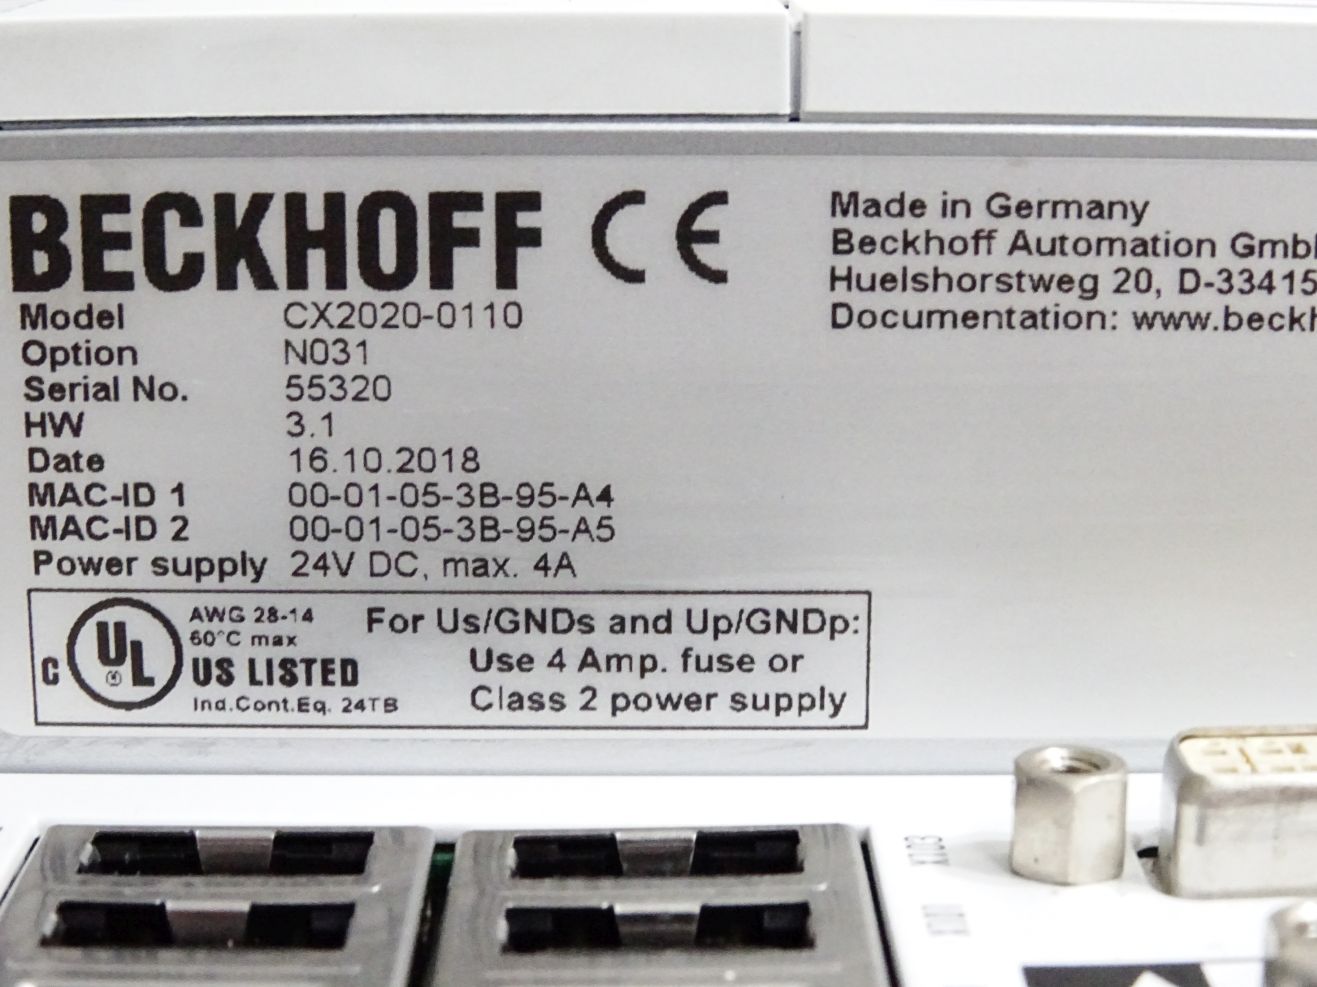 BECKHOFF CE
Made in Germany
Beckhoff Automation Gmb
Huelshorstweg 20, D-33415
Documentation: www.beckh
Model CX2020-0110
Option N031
Serial No. 55320
HW 3.1
Date 16.10.2018
MAC-ID 1 00-01-05-3B-95-A4
MAC-ID 2 00-01-05-3B-95-A5
Power supply 24V DC, max. 4A
C UL US LISTED
AWG 28-14
60°C max
Ind.Cont.Eq. 24TB
For Us/GNDs and Up/GNDp:
Use 4 Amp. fuse or
Class 2 power supply